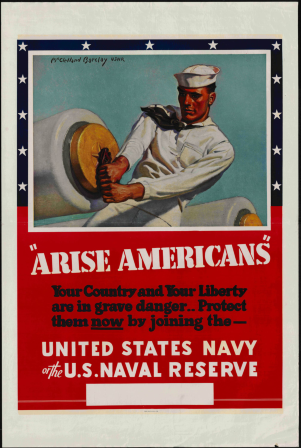 McClelland Barclay USNR
"ARISE AMERICANS"
Your Country and Your Liberty
are in grave danger.. Protect
them now by joining the—
UNITED STATES NAVY
or the U.S. NAVAL RESERVE